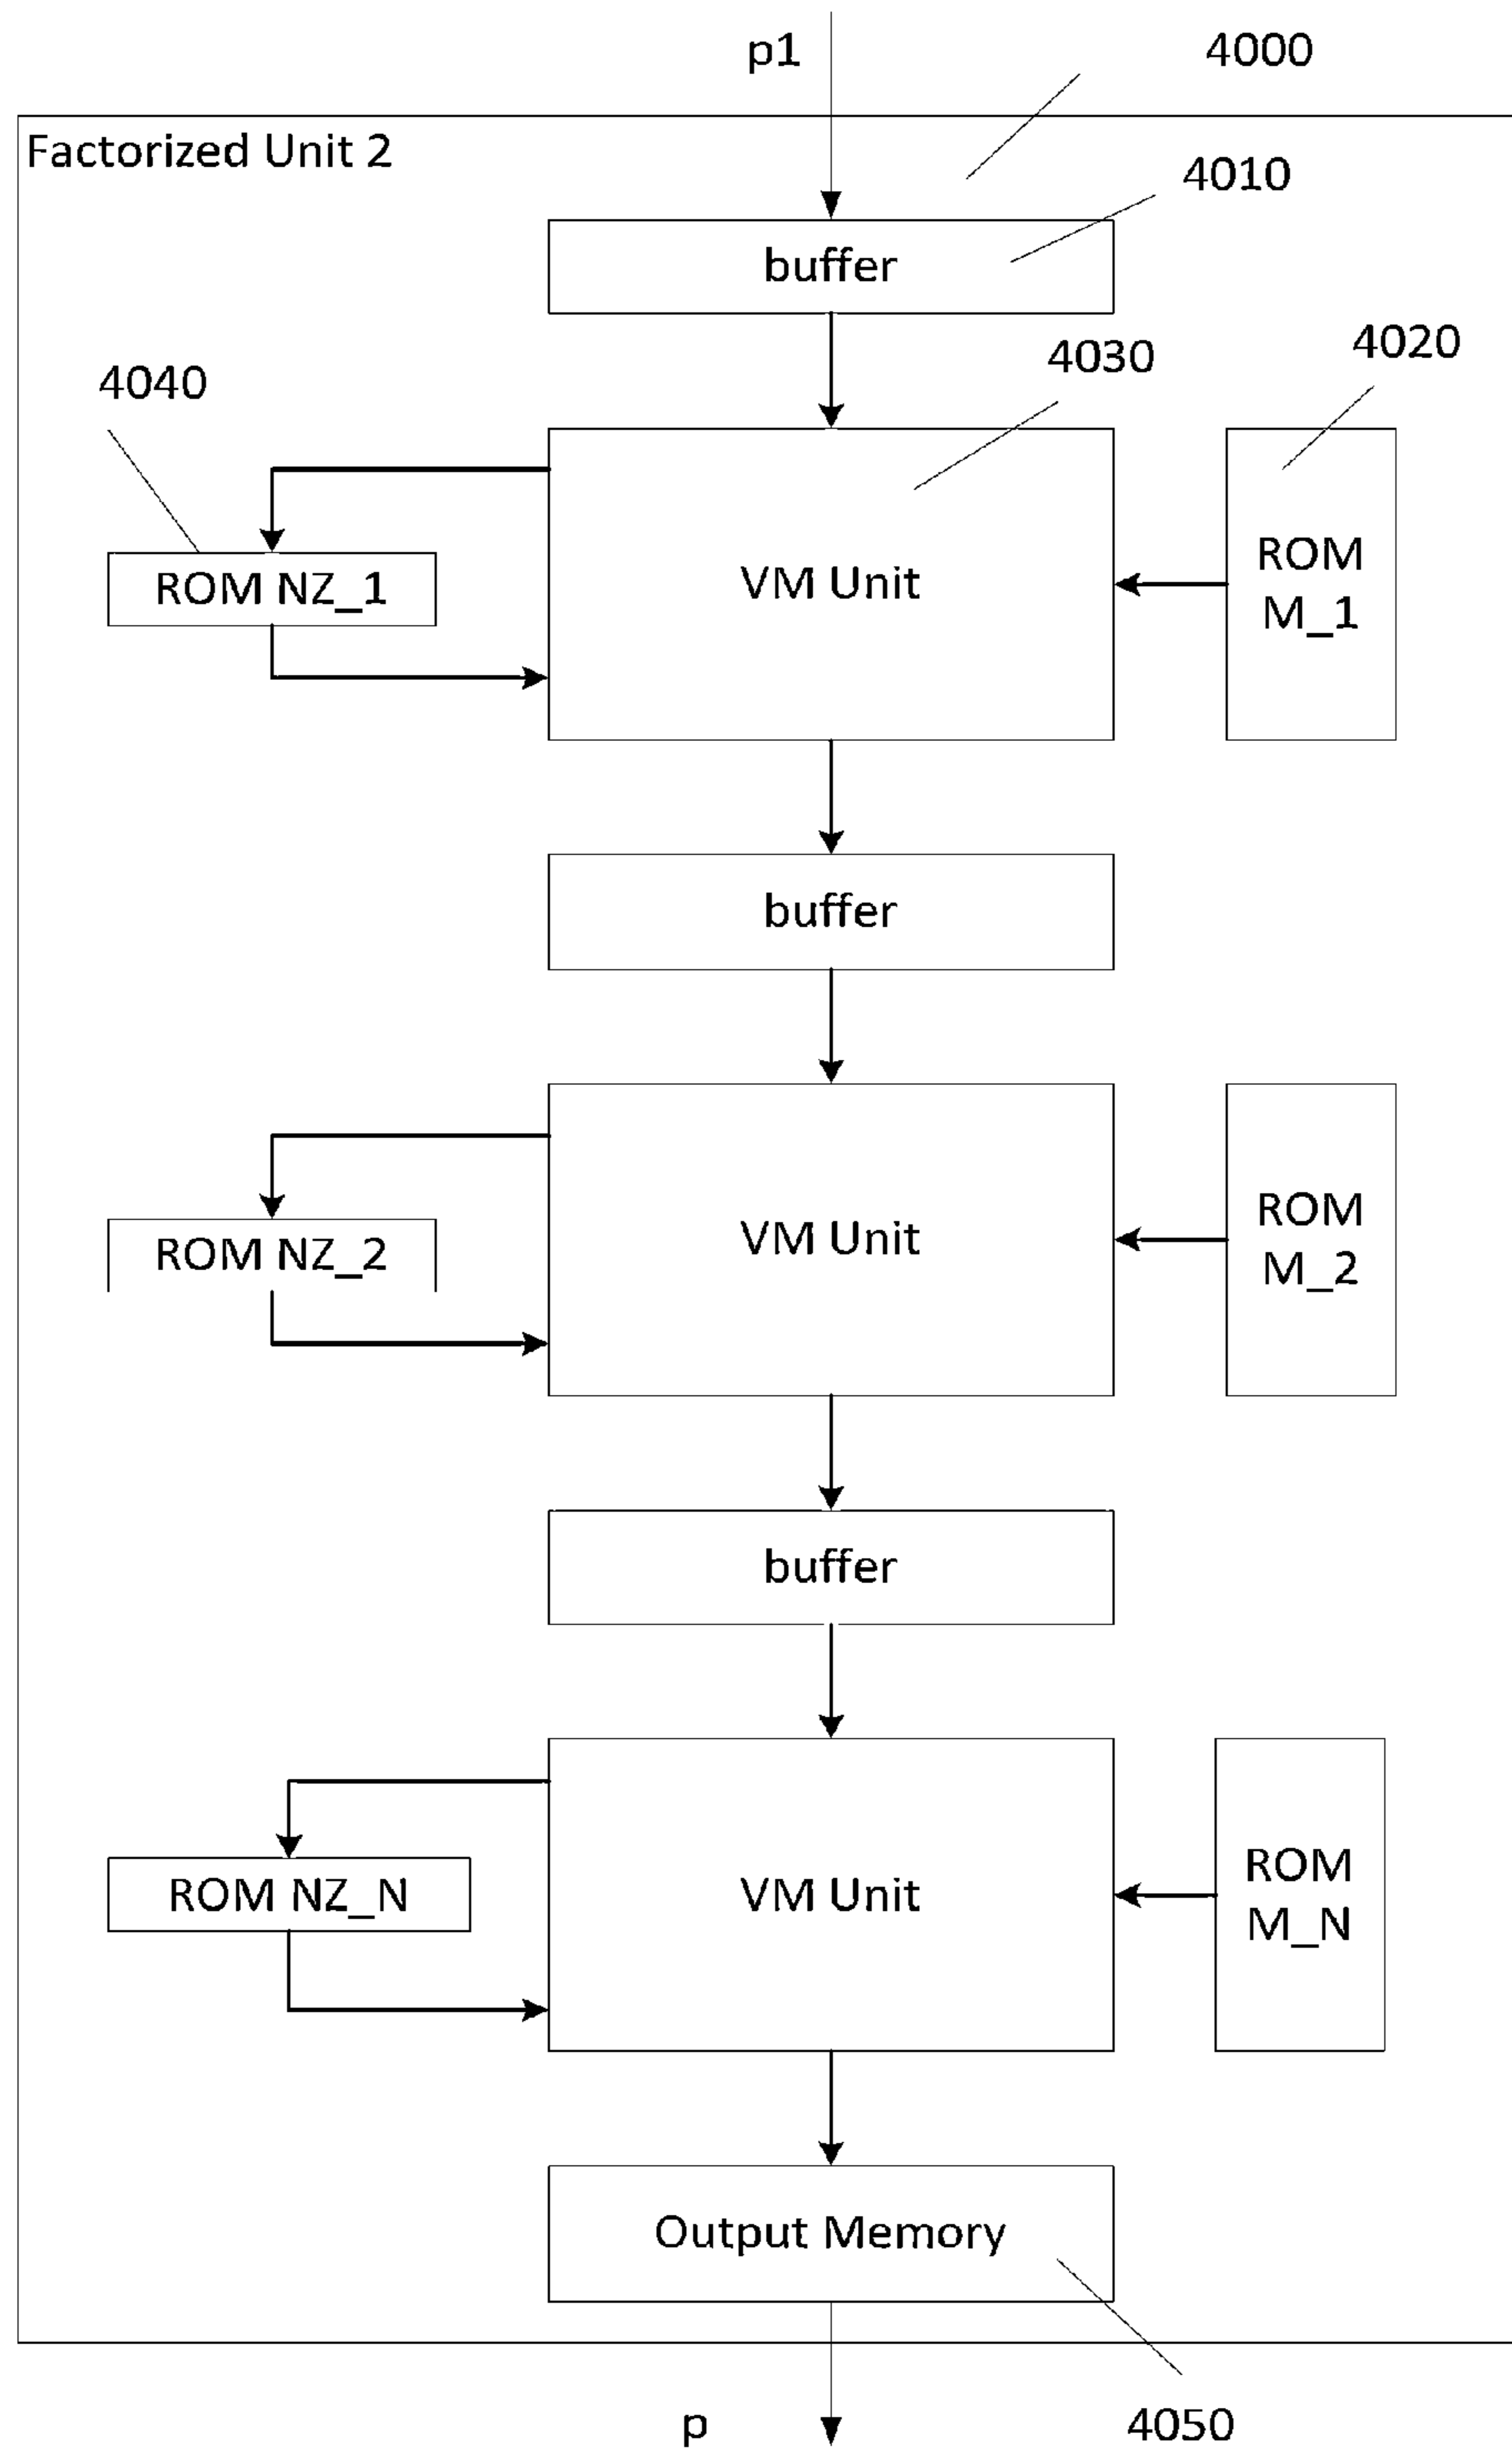 p1
4000
Factorized Unit 2
4010
buffer
4020
4030
4040
ROM
M_1
VM Unit
ROM NZ_1
buffer
ROM
M_2
VM Unit
ROM NZ_2
buffer
ROM
M_N
VM Unit
ROM NZ_N
Output Memory
p
4050